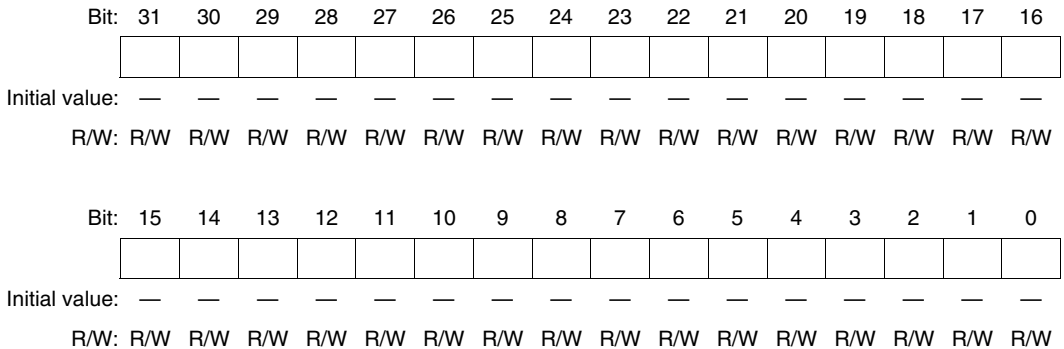 Bit: 31 30 29 28 27 26 25 24 23 22 21 20 19 18 17 16
Initial value: — — — — — — — — — — — — — — — —
R/W: R/W R/W R/W R/W R/W R/W R/W R/W R/W R/W R/W R/W R/W R/W R/W R/W
Bit: 15 14 13 12 11 10 9 8 7 6 5 4 3 2 1 0
Initial value: — — — — — — — — — — — — — — — —
R/W: R/W R/W R/W R/W R/W R/W R/W R/W R/W R/W R/W R/W R/W R/W R/W R/W